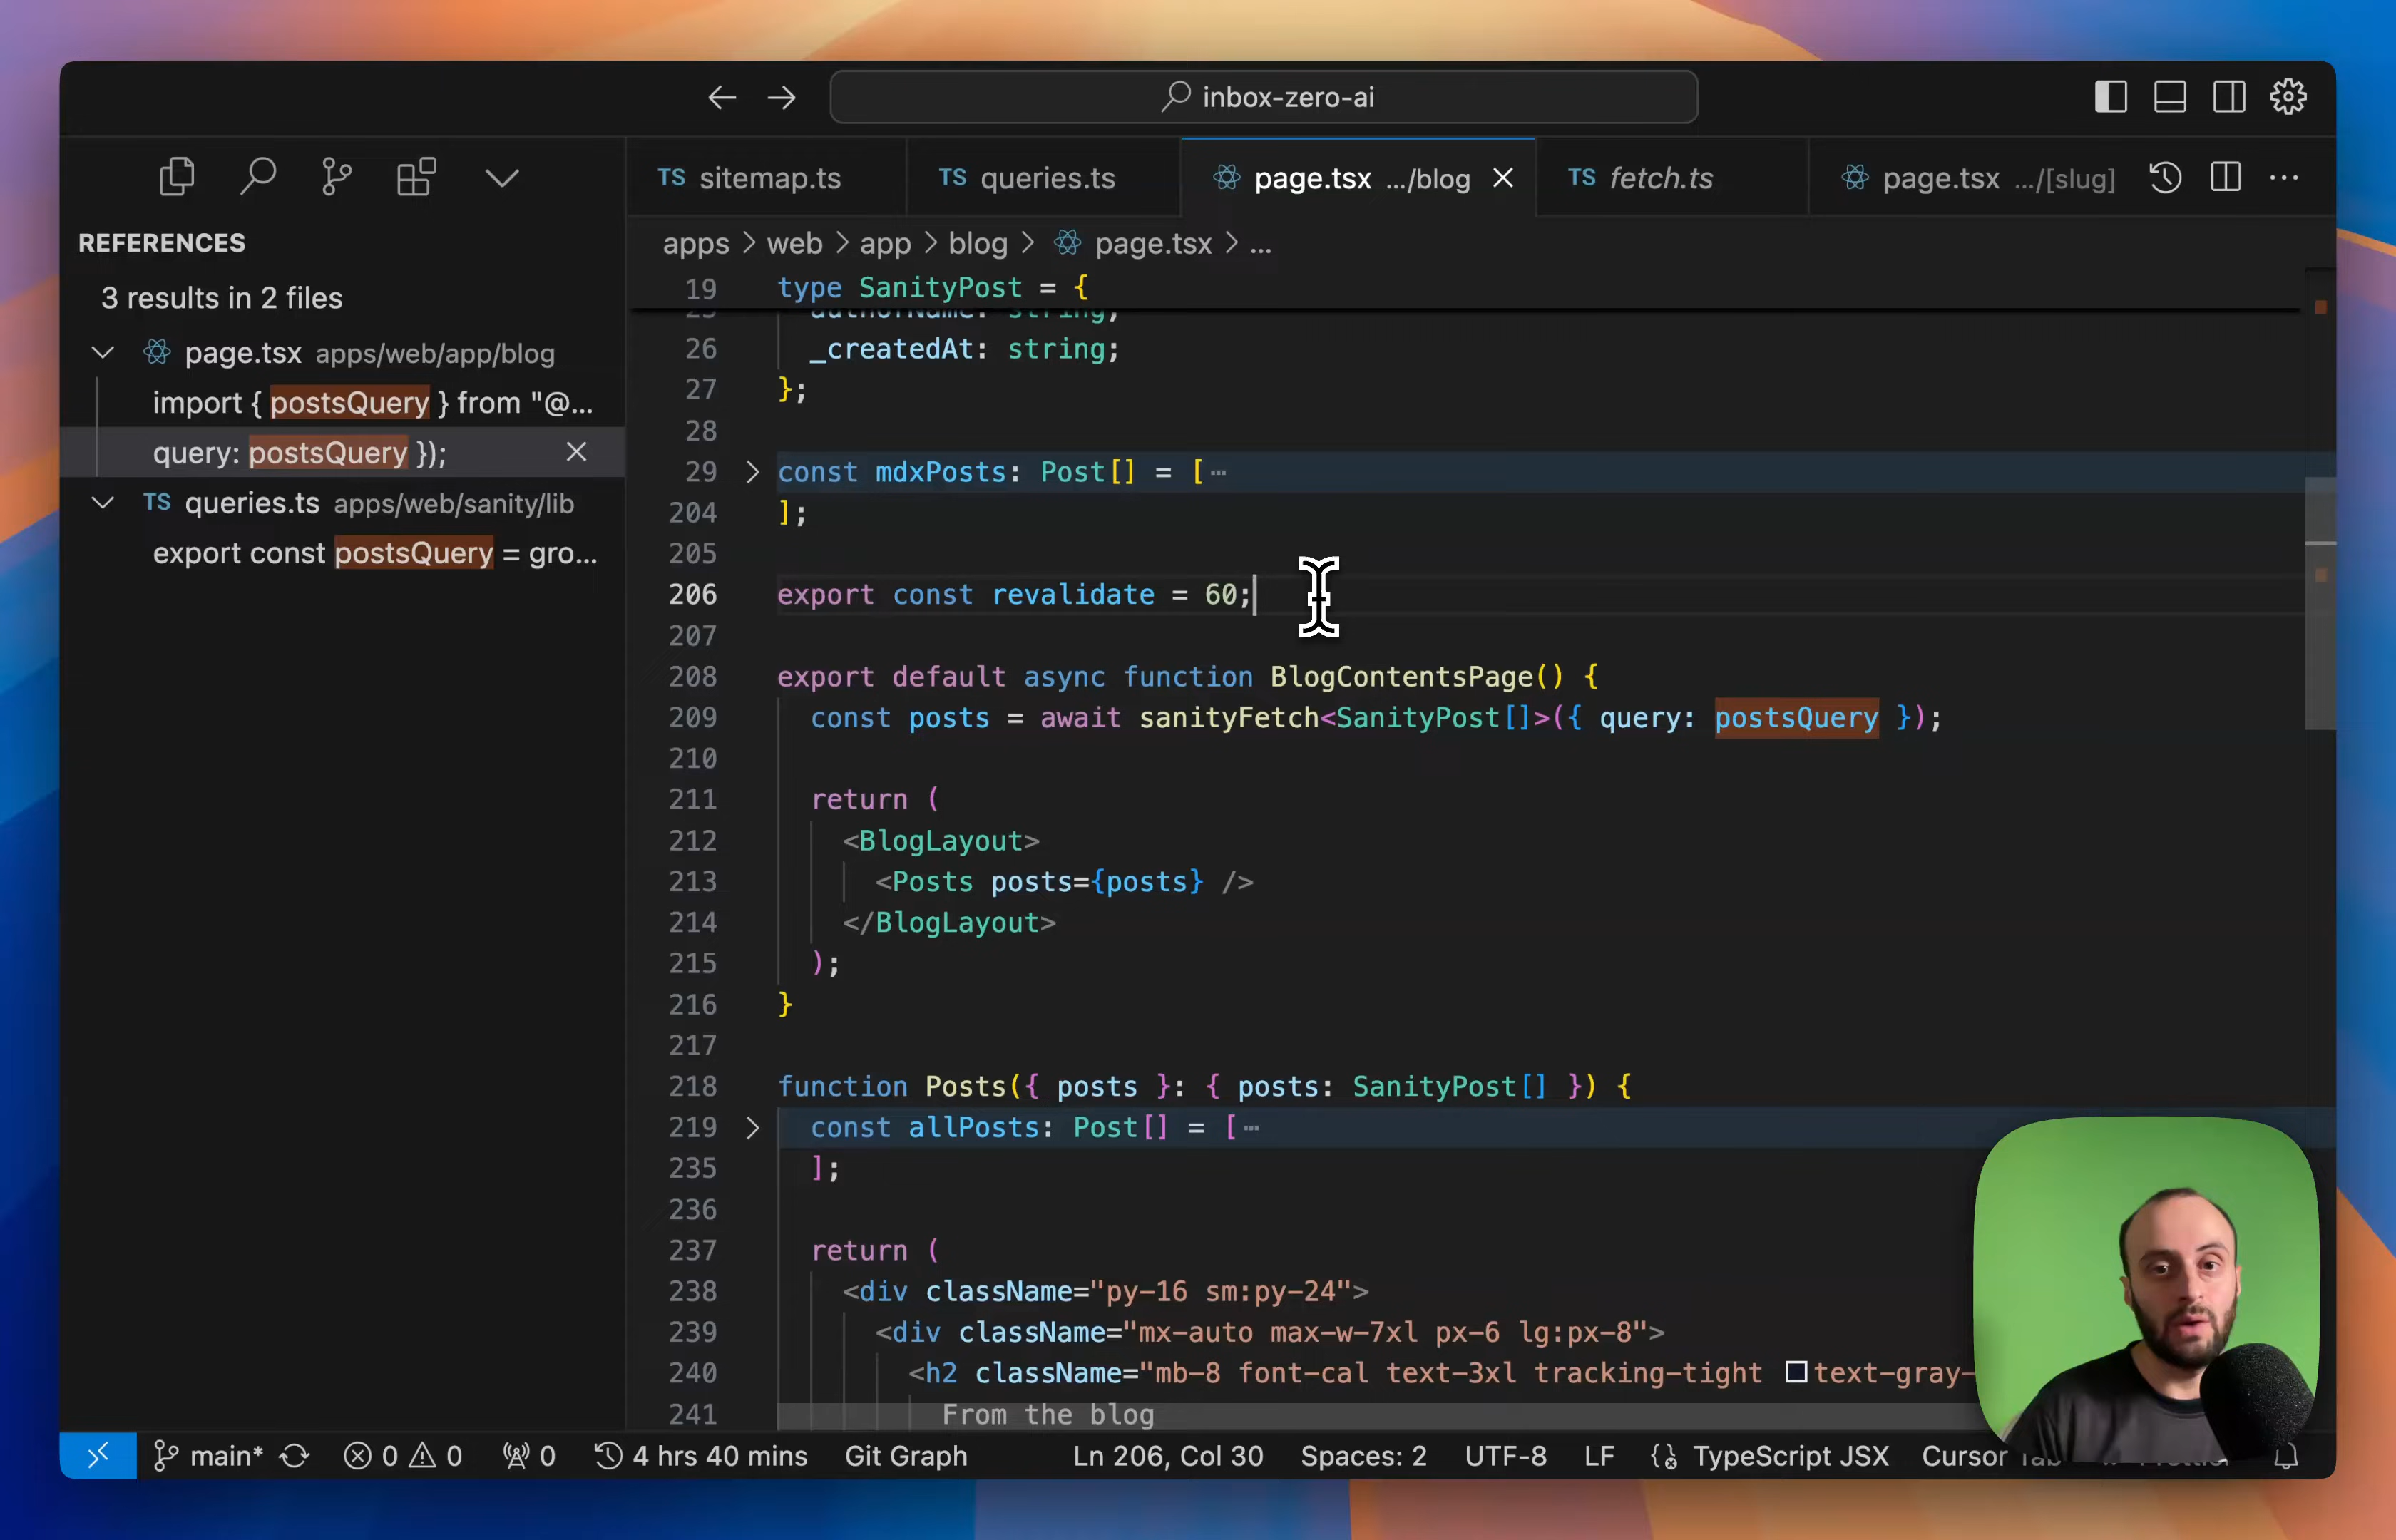 inbox-zero-ai
TS sitemap.ts TS queries.ts page.tsx .../blog TS fetch.ts page.tsx .../[slug]
REFERENCES
3 results in 2 files
page.tsx apps/web/app/blog
import { postsQuery } from "@...
query: postsQuery });
TS queries.ts apps/web/sanity/lib
export const postsQuery = gro...
apps > web > app > blog > page.tsx > ...
19 type SanityPost = {
25 authorName: string;
26 _createdAt: string;
27 };
28
29 const mdxPosts: Post[] = [⋯
204 ];
205
206 export const revalidate = 60;
207
208 export default async function BlogContentsPage() {
209 const posts = await sanityFetch<SanityPost[]>({ query: postsQuery });
210
211 return (
212 <BlogLayout>
213 <Posts posts={posts} />
214 </BlogLayout>
215 );
216 }
217
218 function Posts({ posts }: { posts: SanityPost[] }) {
219 const allPosts: Post[] = [⋯
235 ];
236
237 return (
238 <div className="py-16 sm:py-24">
239 <div className="mx-auto max-w-7xl px-6 lg:px-8">
240 <h2 className="mb-8 font-cal text-3xl tracking-tight text-gray-
241 From the blog
main* 0 0 0 4 hrs 40 mins Git Graph Ln 206, Col 30 Spaces: 2 UTF-8 LF TypeScript JSX Cursor Tab